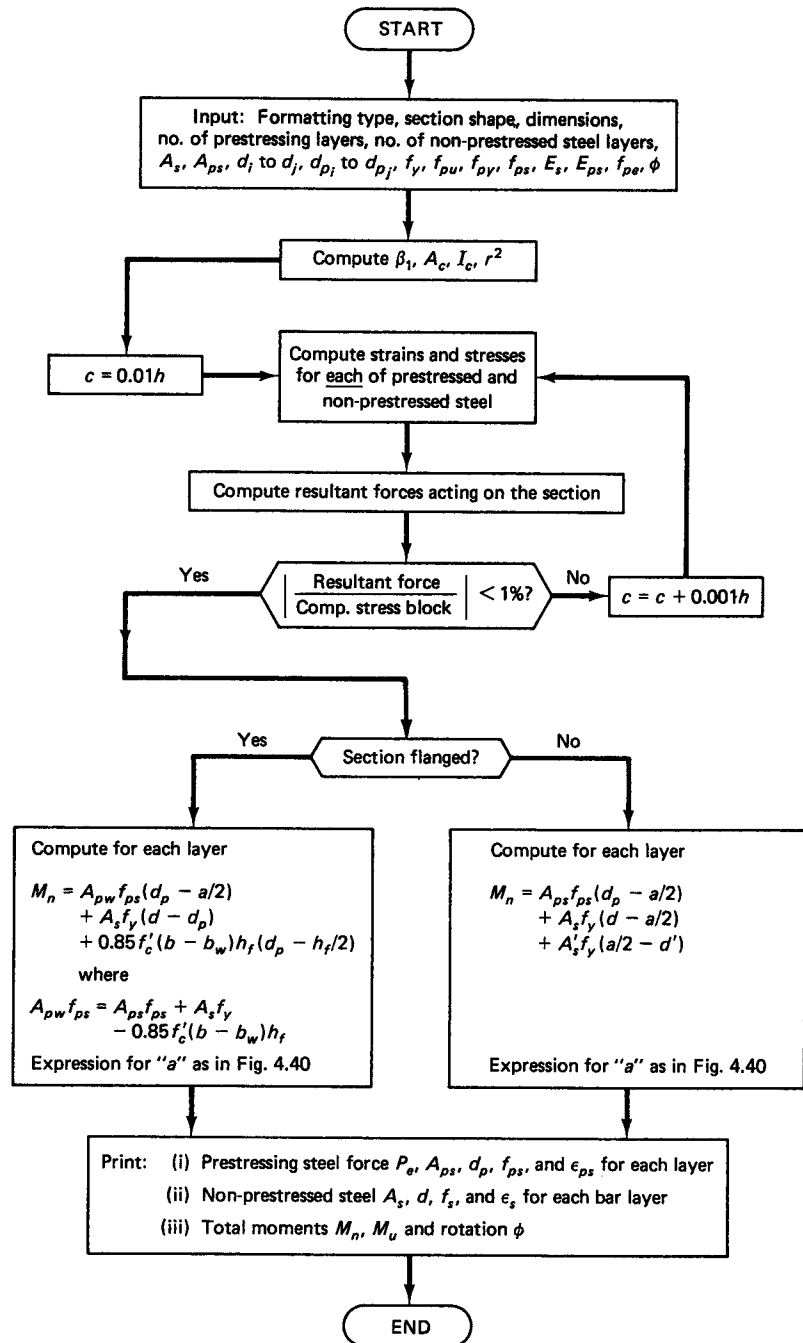 START
Input: Formatting type, section shape, dimensions,
no. of prestressing layers, no. of non-prestressed steel layers,
A_s, A_ps, d_i to d_j, d_{p_i} to d_{p_j}, f_y, f_pu, f_py, f_ps, E_s, E_ps, f_pe, ϕ
Compute β_1, A_c, I_c, r^2
c = 0.01h
Compute strains and stresses
for each of prestressed and
non-prestressed steel
Compute resultant forces acting on the section
Yes
| Resultant force / Comp. stress block | < 1%?
No
c = c + 0.001h
Yes
Section flanged?
No
Compute for each layer
M_n = A_pw f_ps (d_p − a/2)
+ A_s f_y (d − d_p)
+ 0.85 f'_c (b − b_w) h_f (d_p − h_f/2)
where
A_pw f_ps = A_ps f_ps + A_s f_y
− 0.85 f'_c (b − b_w) h_f
Expression for "a" as in Fig. 4.40
Compute for each layer
M_n = A_ps f_ps (d_p − a/2)
+ A_s f_y (d − a/2)
+ A'_s f_y (a/2 − d')
Expression for "a" as in Fig. 4.40
Print: (i) Prestressing steel force P_e, A_ps, d_p, f_ps, and ϵ_ps for each layer
(ii) Non-prestressed steel A_s, d, f_s, and ϵ_s for each bar layer
(iii) Total moments M_n, M_u and rotation ϕ
END